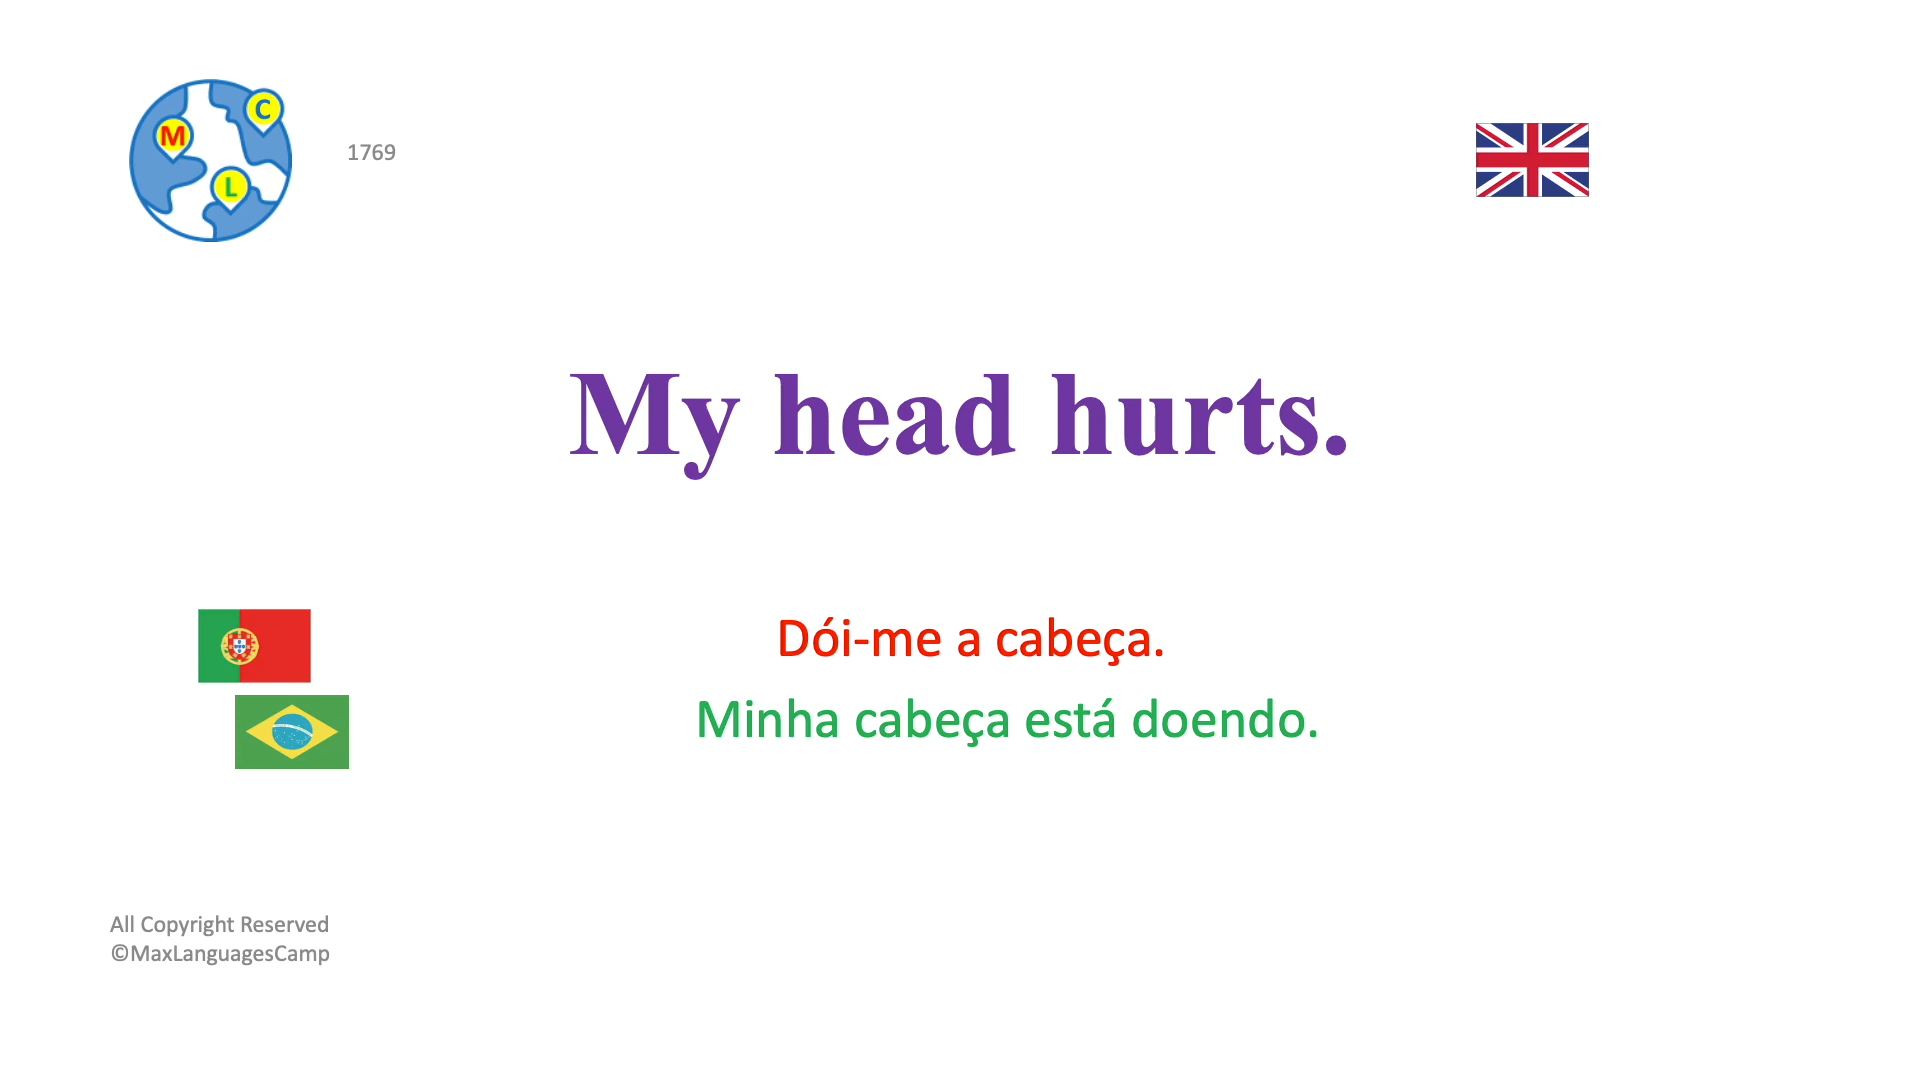 M
C
L
1769
My head hurts.
Dói-me a cabeça.
Minha cabeça está doendo.
All Copyright Reserved
©MaxLanguagesCamp